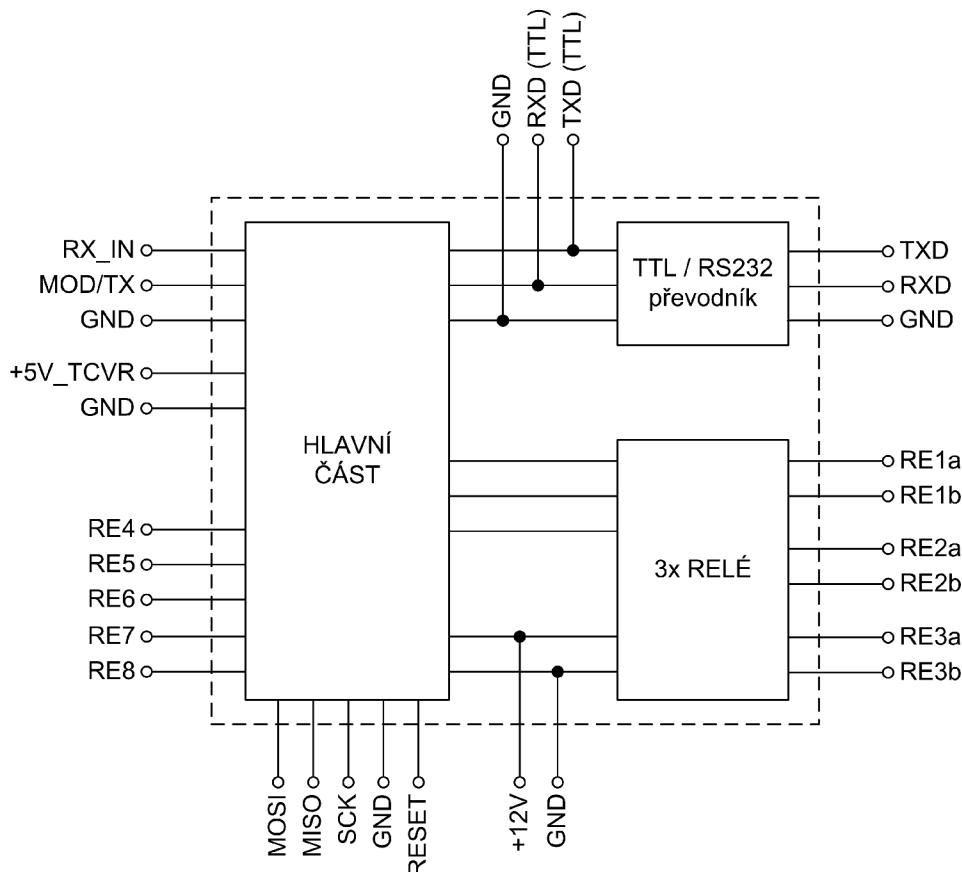 GND
RXD (TTL)
TXD (TTL)
RX_IN
MOD/TX
GND
+5V_TCVR
GND
RE4
RE5
RE6
RE7
RE8
HLAVNÍ
ČÁST
TTL / RS232
převodník
3x RELÉ
TXD
RXD
GND
RE1a
RE1b
RE2a
RE2b
RE3a
RE3b
MOSI
MISO
SCK
GND
RESET
+12V
GND